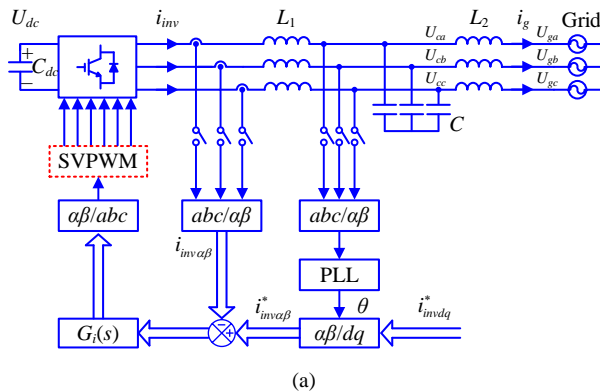 U_dc i_inv L_1 U_ca L_2 i_g U_ga Grid
+ C_dc − U_cb U_gb
U_cc U_gc
C
SVPWM
αβ/abc abc/αβ abc/αβ
i_invαβ PLL
i*_invαβ θ i*_invdq
G_i(s) − + αβ/dq
(a)